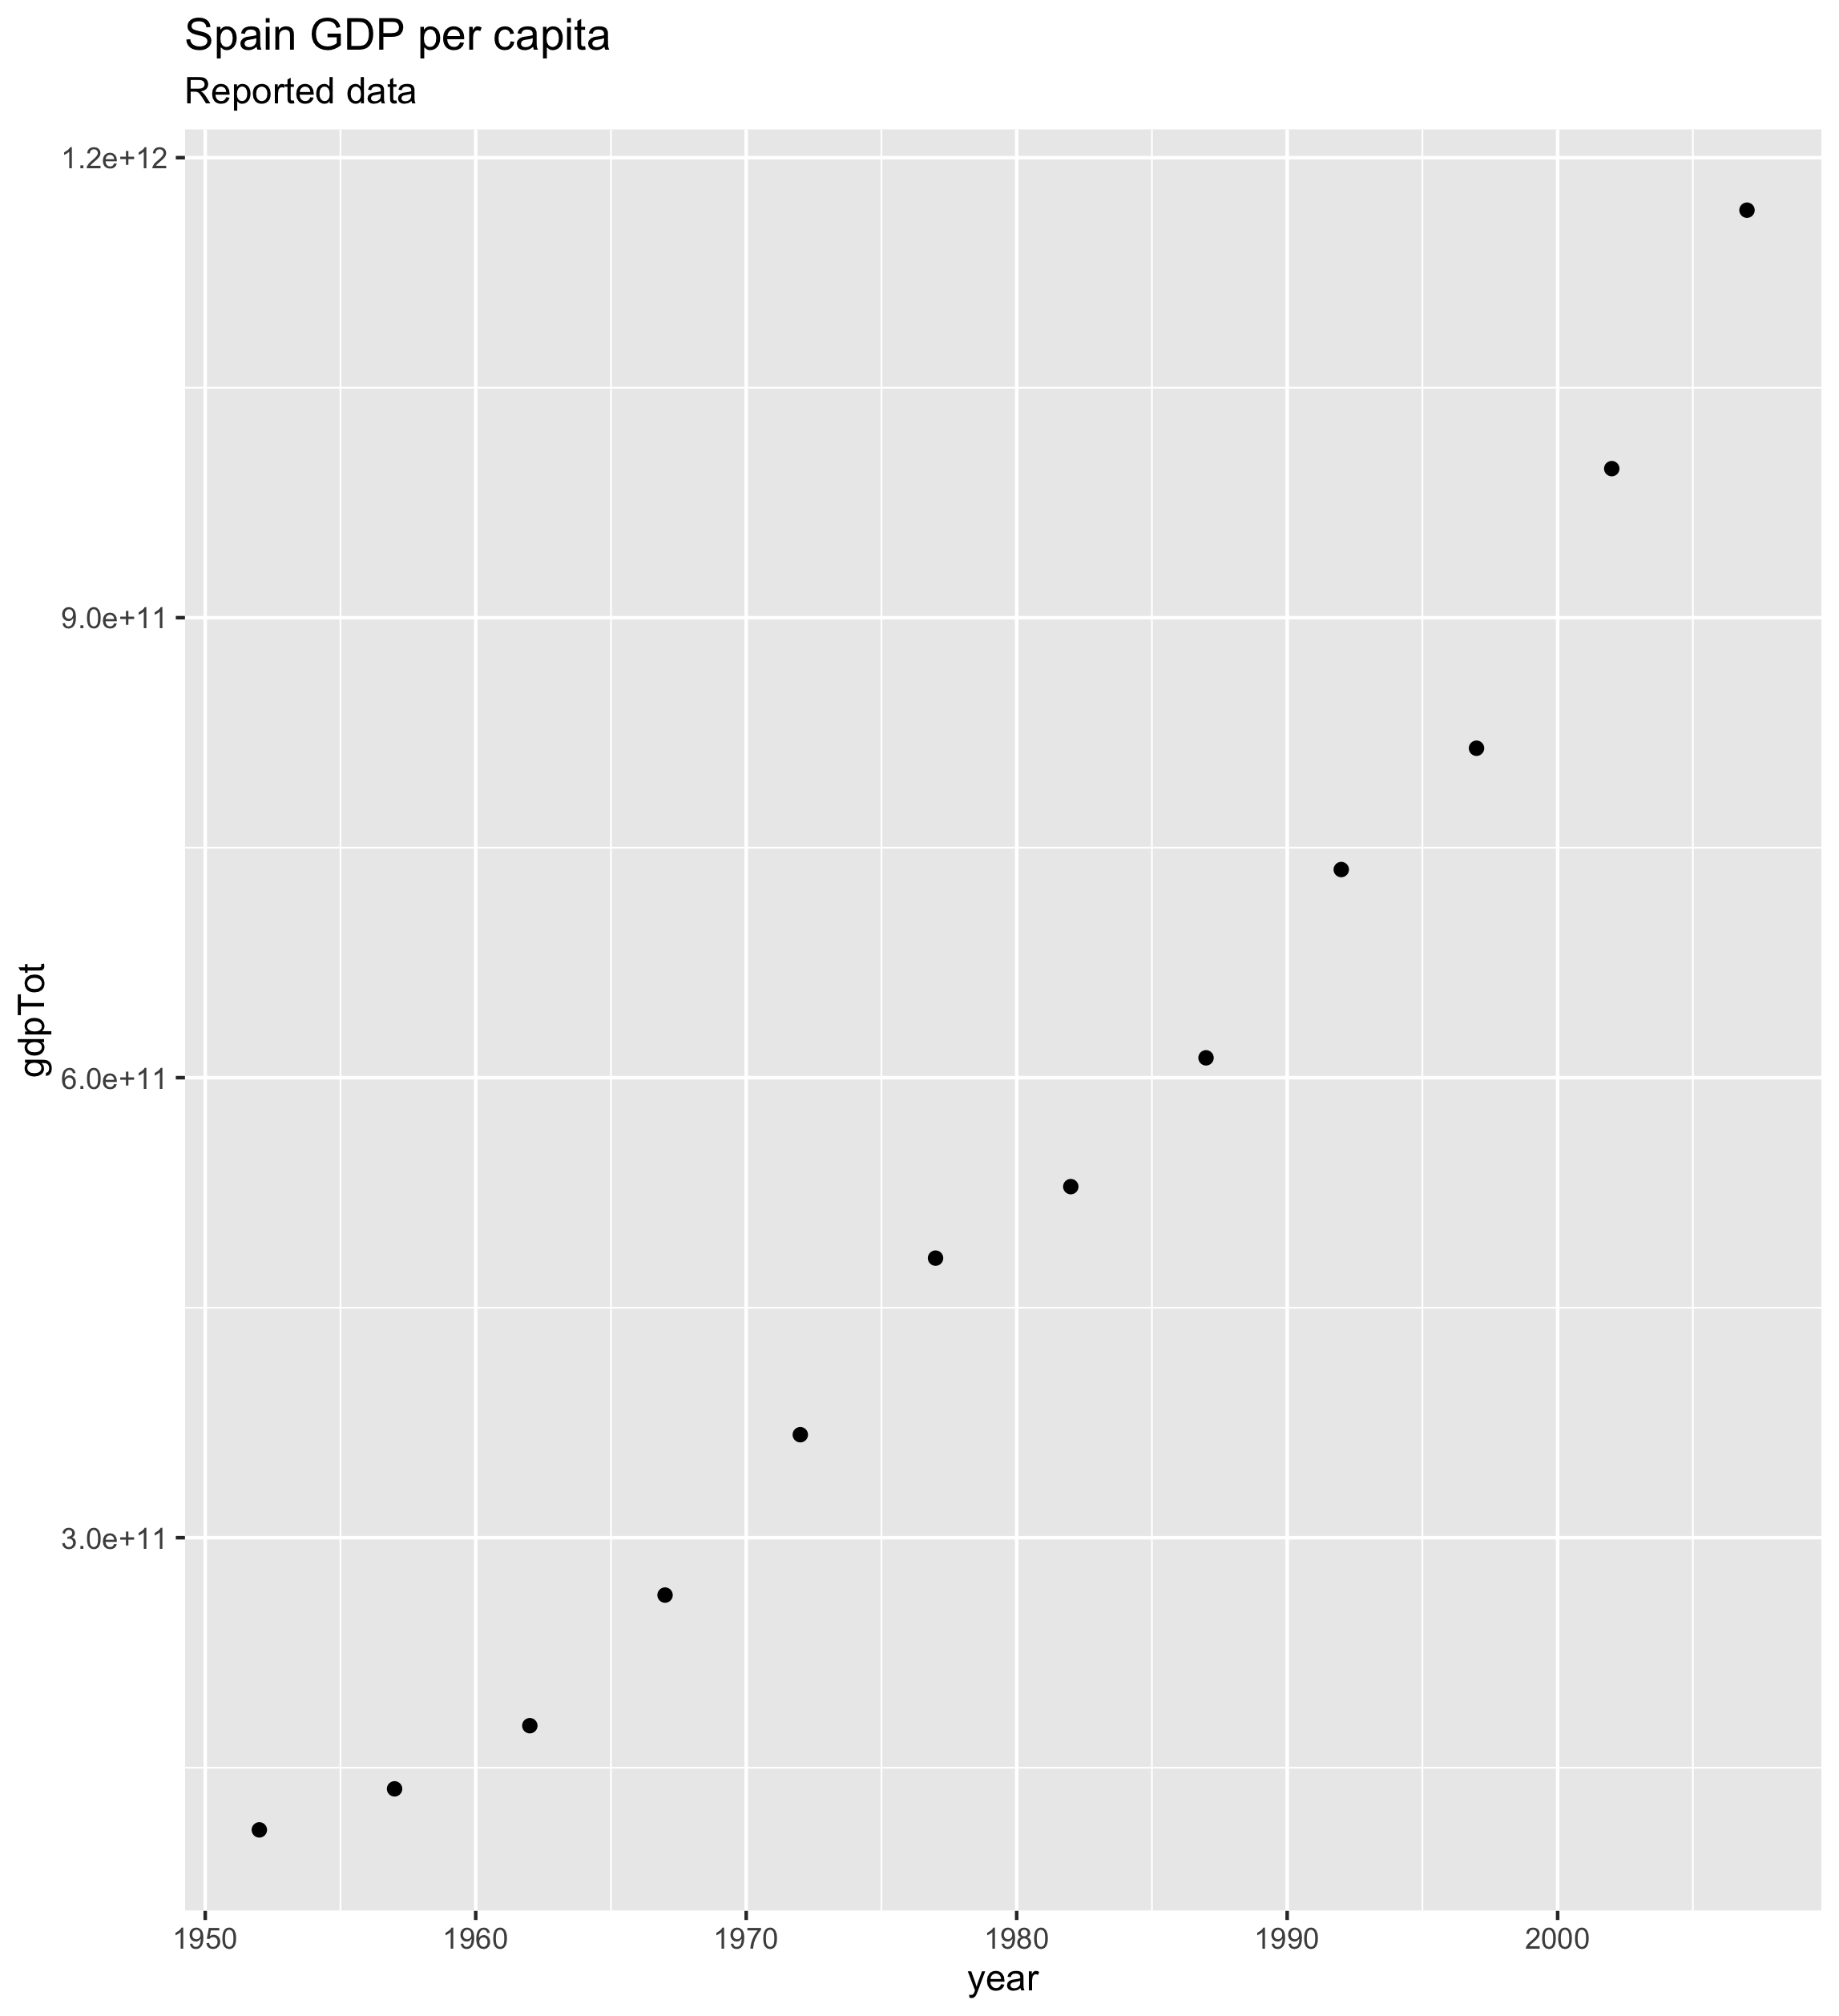 Spain GDP per capita
Reported data
1.2e+12
9.0e+11
6.0e+11
3.0e+11
gdpTot
1950 1960 1970 1980 1990 2000
year